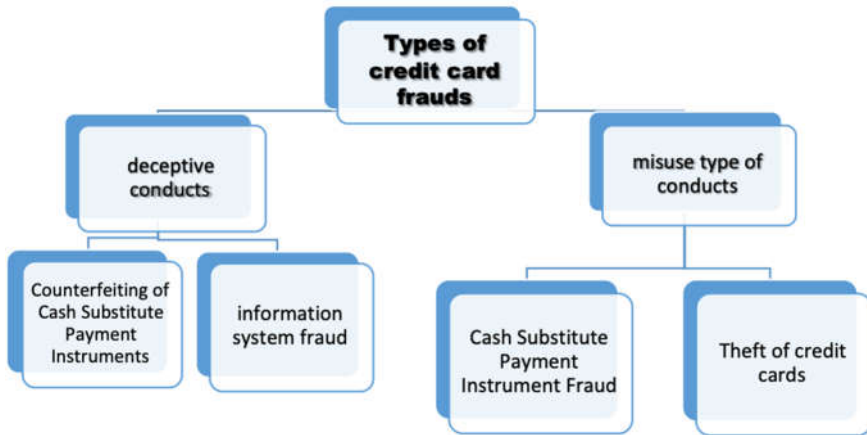 Types of
credit card
frauds
deceptive
conducts
misuse type of
conducts
Counterfeiting of
Cash Substitute
Payment
Instruments
information
system fraud
Cash Substitute
Payment
Instrument Fraud
Theft of credit
cards